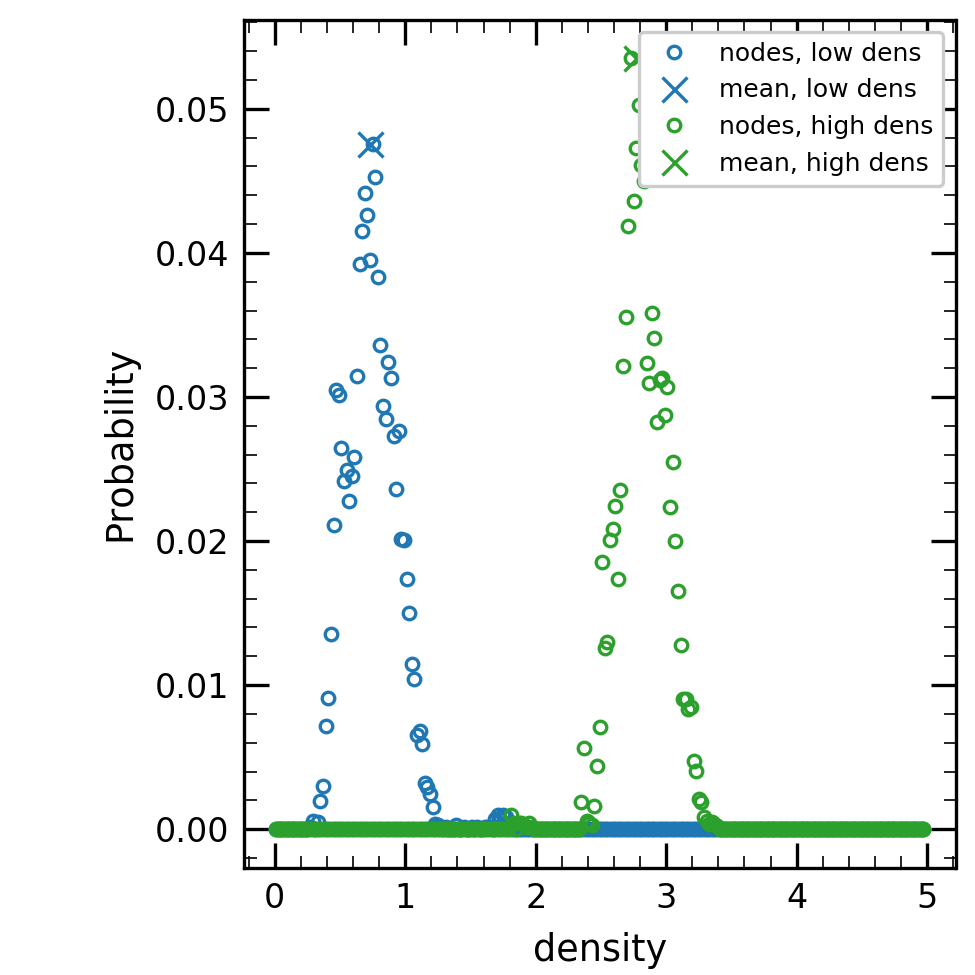 nodes, low dens
mean, low dens
nodes, high dens
mean, high dens
0.05
0.04
0.03
0.02
0.01
0.00
Probability
0 1 2 3 4 5
density